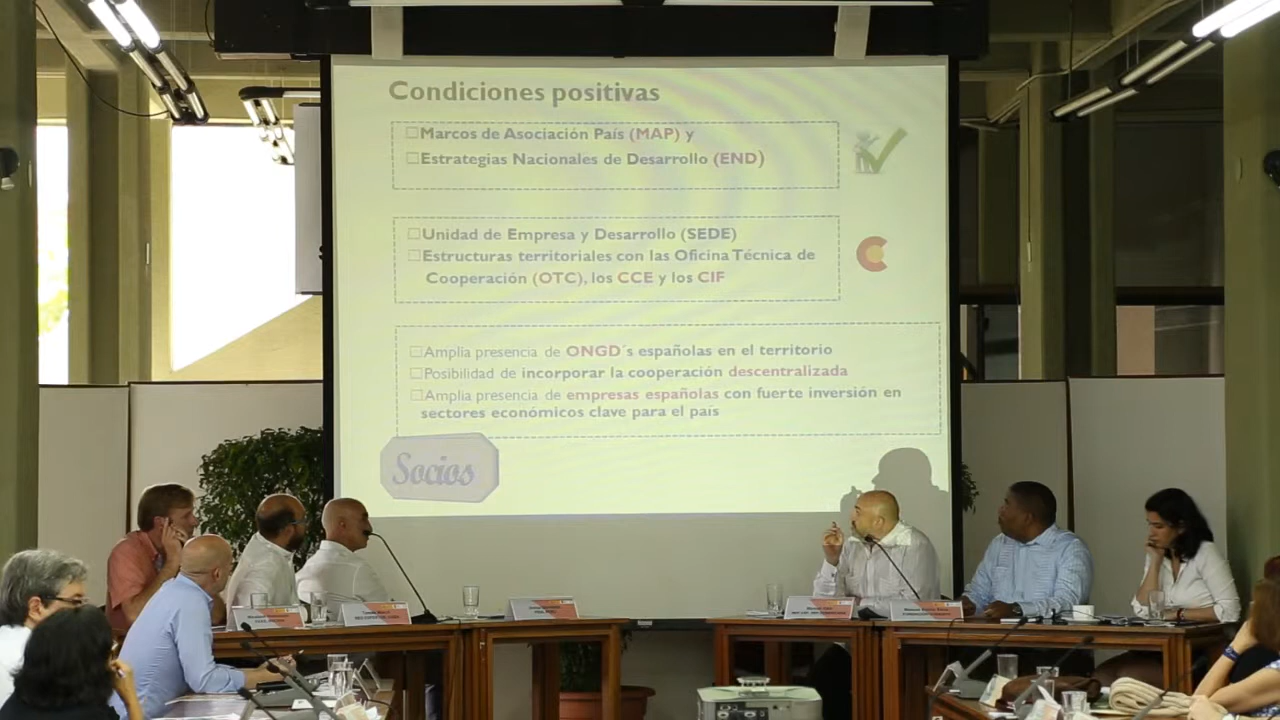 Condiciones positivas
Marcos de Asociación País (MAP) y
Estrategias Nacionales de Desarrollo (END)
Unidad de Empresa y Desarrollo (SEDE)
Estructuras territoriales con las Oficina Técnica de
Cooperación (OTC), los CCE y los CIF
Amplia presencia de ONGD´s españolas en el territorio
Posibilidad de incorporar la cooperación descentralizada
Amplia presencia de empresas españolas con fuerte inversión en
sectores económicos clave para el país
Socios